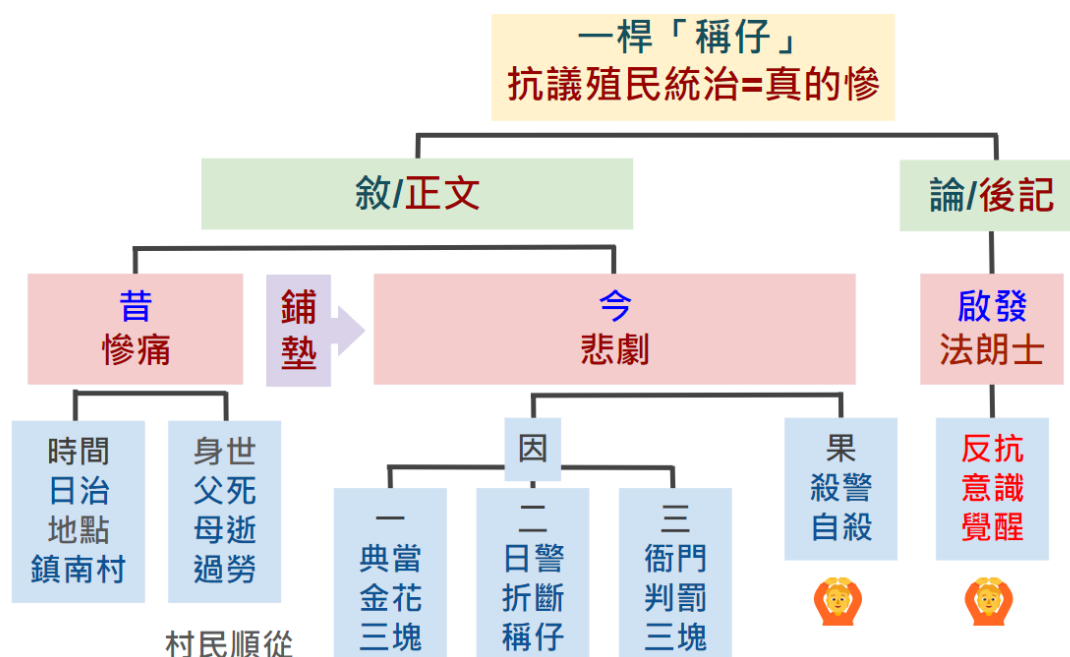 一桿「稱仔」
抗議殖民統治=真的慘
敘/正文
論/後記
昔
慘痛
鋪
墊
今
悲劇
啟發
法朗士
時間
日治
地點
鎮南村
身世
父死
母逝
過勞
因
一
典當
金花
三塊
二
日警
折斷
稱仔
三
衙門
判罰
三塊
果
殺警
自殺
反抗
意識
覺醒
村民順從